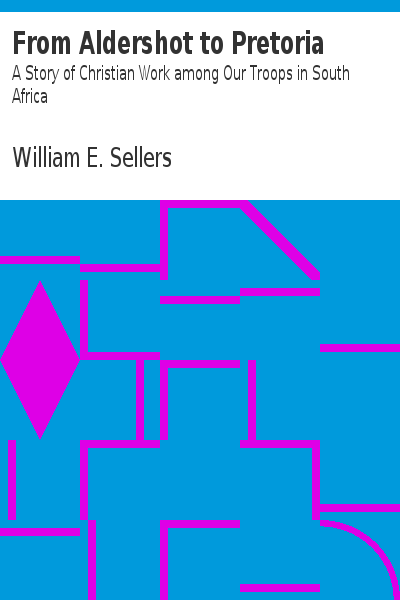 From Aldershot to Pretoria
A Story of Christian Work among Our Troops in South
Africa
William E. Sellers